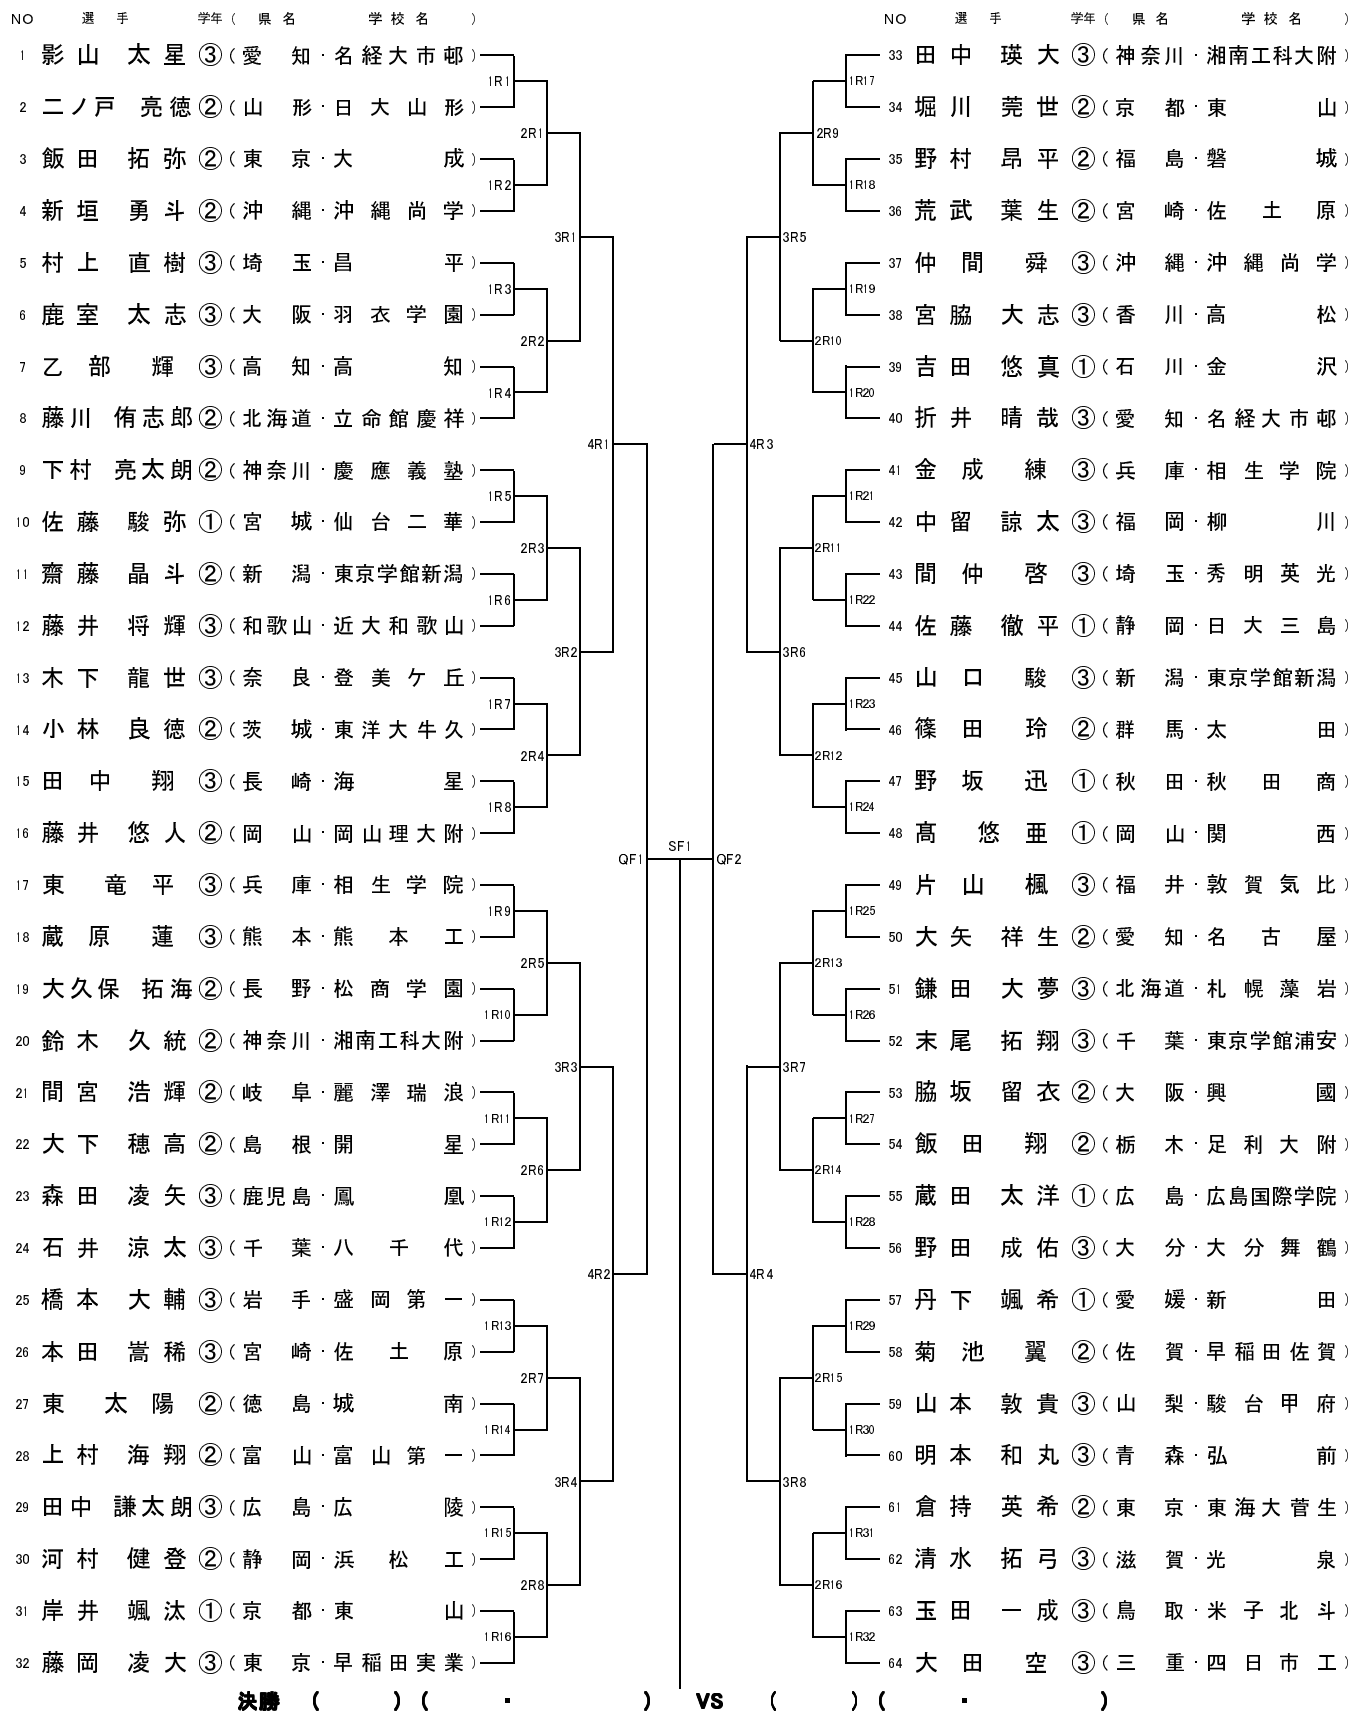 NO 選手 学年 ( 県名 学校名 )
1 影山 太星 ③ ( 愛知・名経大市邨 )
2 二ノ戸 亮徳 ② ( 山形・日大山形 )
3 飯田 拓弥 ② ( 東京・大成 )
4 新垣 勇斗 ② ( 沖縄・沖縄尚学 )
5 村上 直樹 ③ ( 埼玉・昌平 )
6 鹿室 太志 ③ ( 大阪・羽衣学園 )
7 乙部 輝 ③ ( 高知・高知 )
8 藤川 侑志郎 ② ( 北海道・立命館慶祥 )
9 下村 亮太朗 ② ( 神奈川・慶應義塾 )
10 佐藤 駿弥 ① ( 宮城・仙台二華 )
11 齋藤 晶斗 ② ( 新潟・東京学館新潟 )
12 藤井 将輝 ③ ( 和歌山・近大和歌山 )
13 木下 龍世 ③ ( 奈良・登美ケ丘 )
14 小林 良徳 ② ( 茨城・東洋大牛久 )
15 田中 翔 ③ ( 長崎・海星 )
16 藤井 悠人 ② ( 岡山・岡山理大附 )
17 東 竜平 ③ ( 兵庫・相生学院 )
18 蔵原 蓮 ③ ( 熊本・熊本工 )
19 大久保 拓海 ② ( 長野・松商学園 )
20 鈴木 久統 ② ( 神奈川・湘南工科大附 )
21 間宮 浩輝 ② ( 岐阜・麗澤瑞浪 )
22 大下 穂高 ② ( 島根・開星 )
23 森田 凌矢 ③ ( 鹿児島・鳳凰 )
24 石井 涼太 ③ ( 千葉・八千代 )
25 橋本 大輔 ③ ( 岩手・盛岡第一 )
26 本田 嵩稀 ③ ( 宮崎・佐土原 )
27 東 太陽 ② ( 徳島・城南 )
28 上村 海翔 ② ( 富山・富山第一 )
29 田中 謙太朗 ③ ( 広島・広陵 )
30 河村 健登 ② ( 静岡・浜松工 )
31 岸井 颯汰 ① ( 京都・東山 )
32 藤岡 凌大 ③ ( 東京・早稲田実業 )
1R1
1R2
1R3
1R4
1R5
1R6
1R7
1R8
1R9
1R10
1R11
1R12
1R13
1R14
1R15
1R16
2R1
2R2
2R3
2R4
2R5
2R6
2R7
2R8
3R1
3R2
3R3
3R4
4R1
4R2
QF1
SF1
QF2
4R3
4R4
3R5
3R6
3R7
3R8
2R9
2R10
2R11
2R12
2R13
2R14
2R15
2R16
1R17
1R18
1R19
1R20
1R21
1R22
1R23
1R24
1R25
1R26
1R27
1R28
1R29
1R30
1R31
1R32
NO 選手 学年 ( 県名 学校名 )
33 田中 瑛大 ③ ( 神奈川・湘南工科大附 )
34 堀川 莞世 ② ( 京都・東山 )
35 野村 昂平 ② ( 福島・磐城 )
36 荒武 葉生 ② ( 宮崎・佐土原 )
37 仲間 舜 ③ ( 沖縄・沖縄尚学 )
38 宮脇 大志 ③ ( 香川・高松 )
39 吉田 悠真 ① ( 石川・金沢 )
40 折井 晴哉 ③ ( 愛知・名経大市邨 )
41 金成 練 ③ ( 兵庫・相生学院 )
42 中留 諒太 ③ ( 福岡・柳川 )
43 間仲 啓 ③ ( 埼玉・秀明英光 )
44 佐藤 徹平 ① ( 静岡・日大三島 )
45 山口 駿 ③ ( 新潟・東京学館新潟 )
46 篠田 玲 ② ( 群馬・太田 )
47 野坂 迅 ① ( 秋田・秋田商 )
48 髙 悠亜 ① ( 岡山・関西 )
49 片山 楓 ③ ( 福井・敦賀気比 )
50 大矢 祥生 ② ( 愛知・名古屋 )
51 鎌田 大夢 ③ ( 北海道・札幌藻岩 )
52 末尾 拓翔 ③ ( 千葉・東京学館浦安 )
53 脇坂 留衣 ② ( 大阪・興國 )
54 飯田 翔 ② ( 栃木・足利大附 )
55 蔵田 太洋 ① ( 広島・広島国際学院 )
56 野田 成佑 ③ ( 大分・大分舞鶴 )
57 丹下 颯希 ① ( 愛媛・新田 )
58 菊池 翼 ② ( 佐賀・早稲田佐賀 )
59 山本 敦貴 ③ ( 山梨・駿台甲府 )
60 明本 和丸 ③ ( 青森・弘前 )
61 倉持 英希 ② ( 東京・東海大菅生 )
62 清水 拓弓 ③ ( 滋賀・光泉 )
63 玉田 一成 ③ ( 鳥取・米子北斗 )
64 大田 空 ③ ( 三重・四日市工 )
決勝 ( ) ( ・ ) VS ( ) ( ・ )